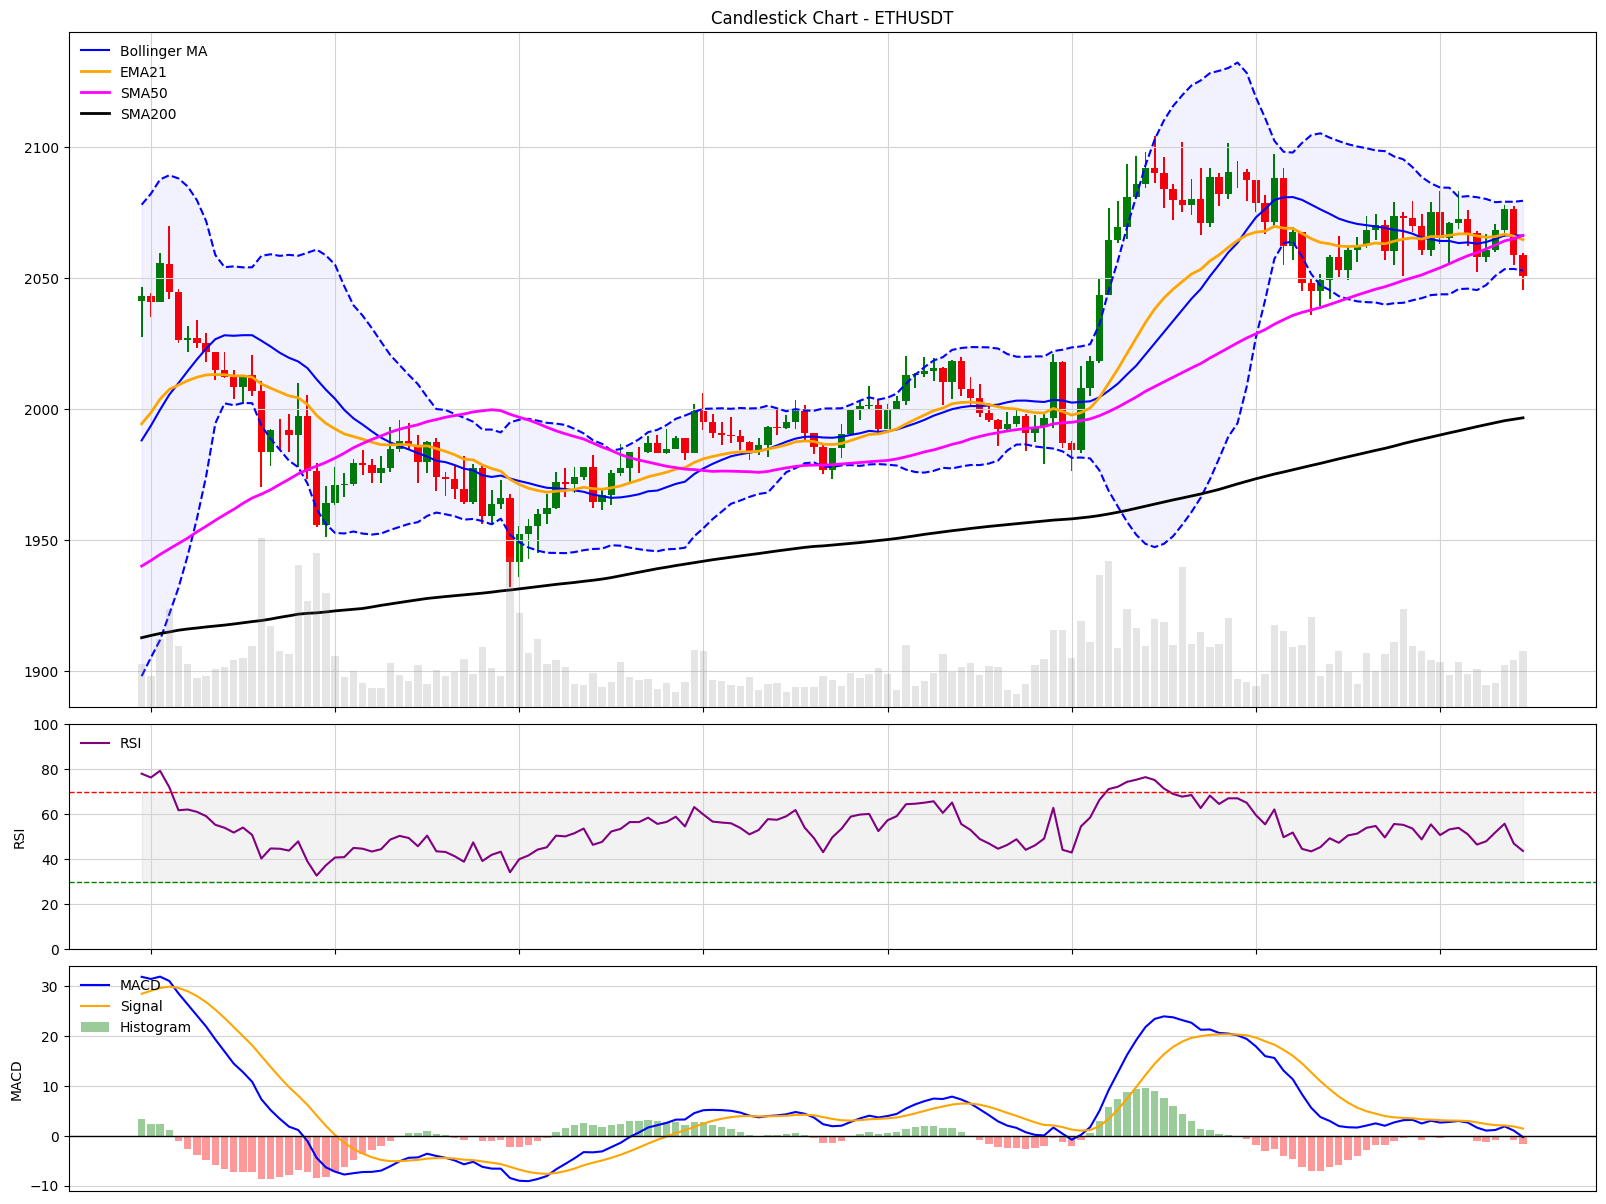 Candlestick Chart - ETHUSDT
Bollinger MA
EMA21
SMA50
SMA200
2100
2050
2000
1950
1900
100
80
60
40
20
0
RSI
RSI
30
20
10
0
−10
MACD
MACD
Signal
Histogram